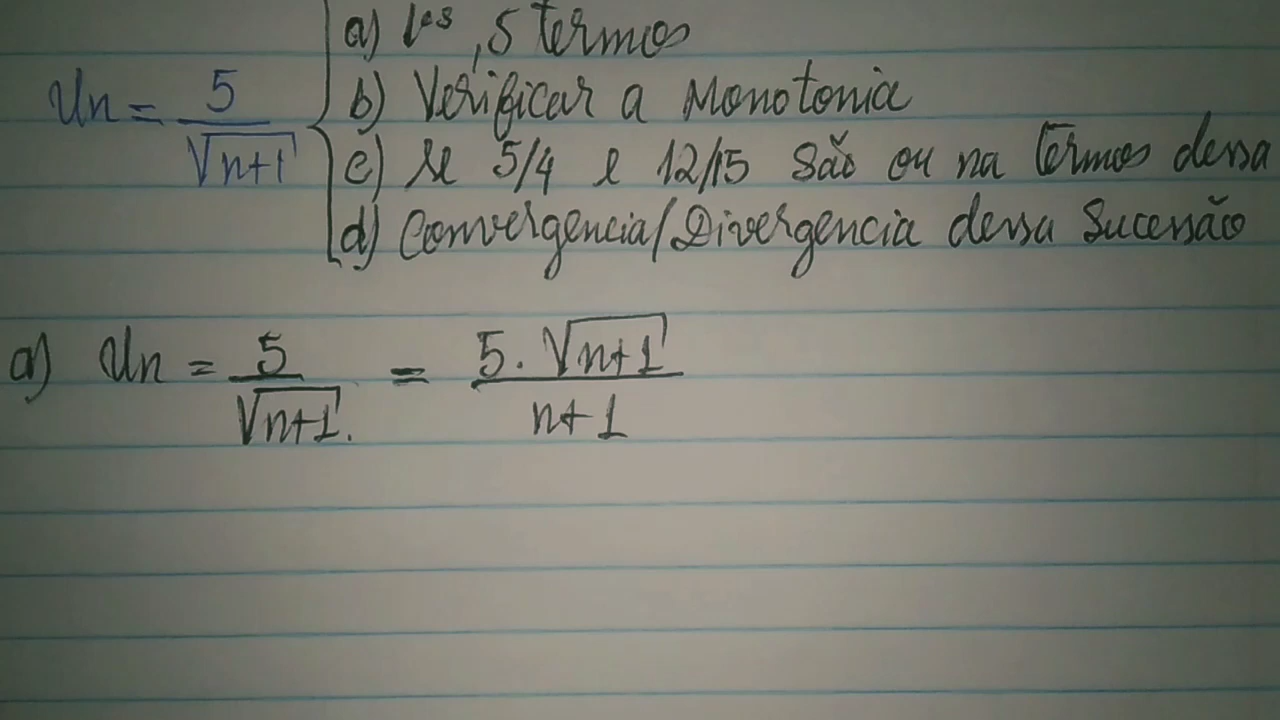 a) 1ºs, 5 termos
Un = 5/√n+1
b) Verificar a Monotonia
c) Se 5/4 e 12/15 são ou na termos dessa
d) Convergencia/Divergencia dessa Sucessão
a) Un = 5/√n+1. = 5.√n+1/n+1